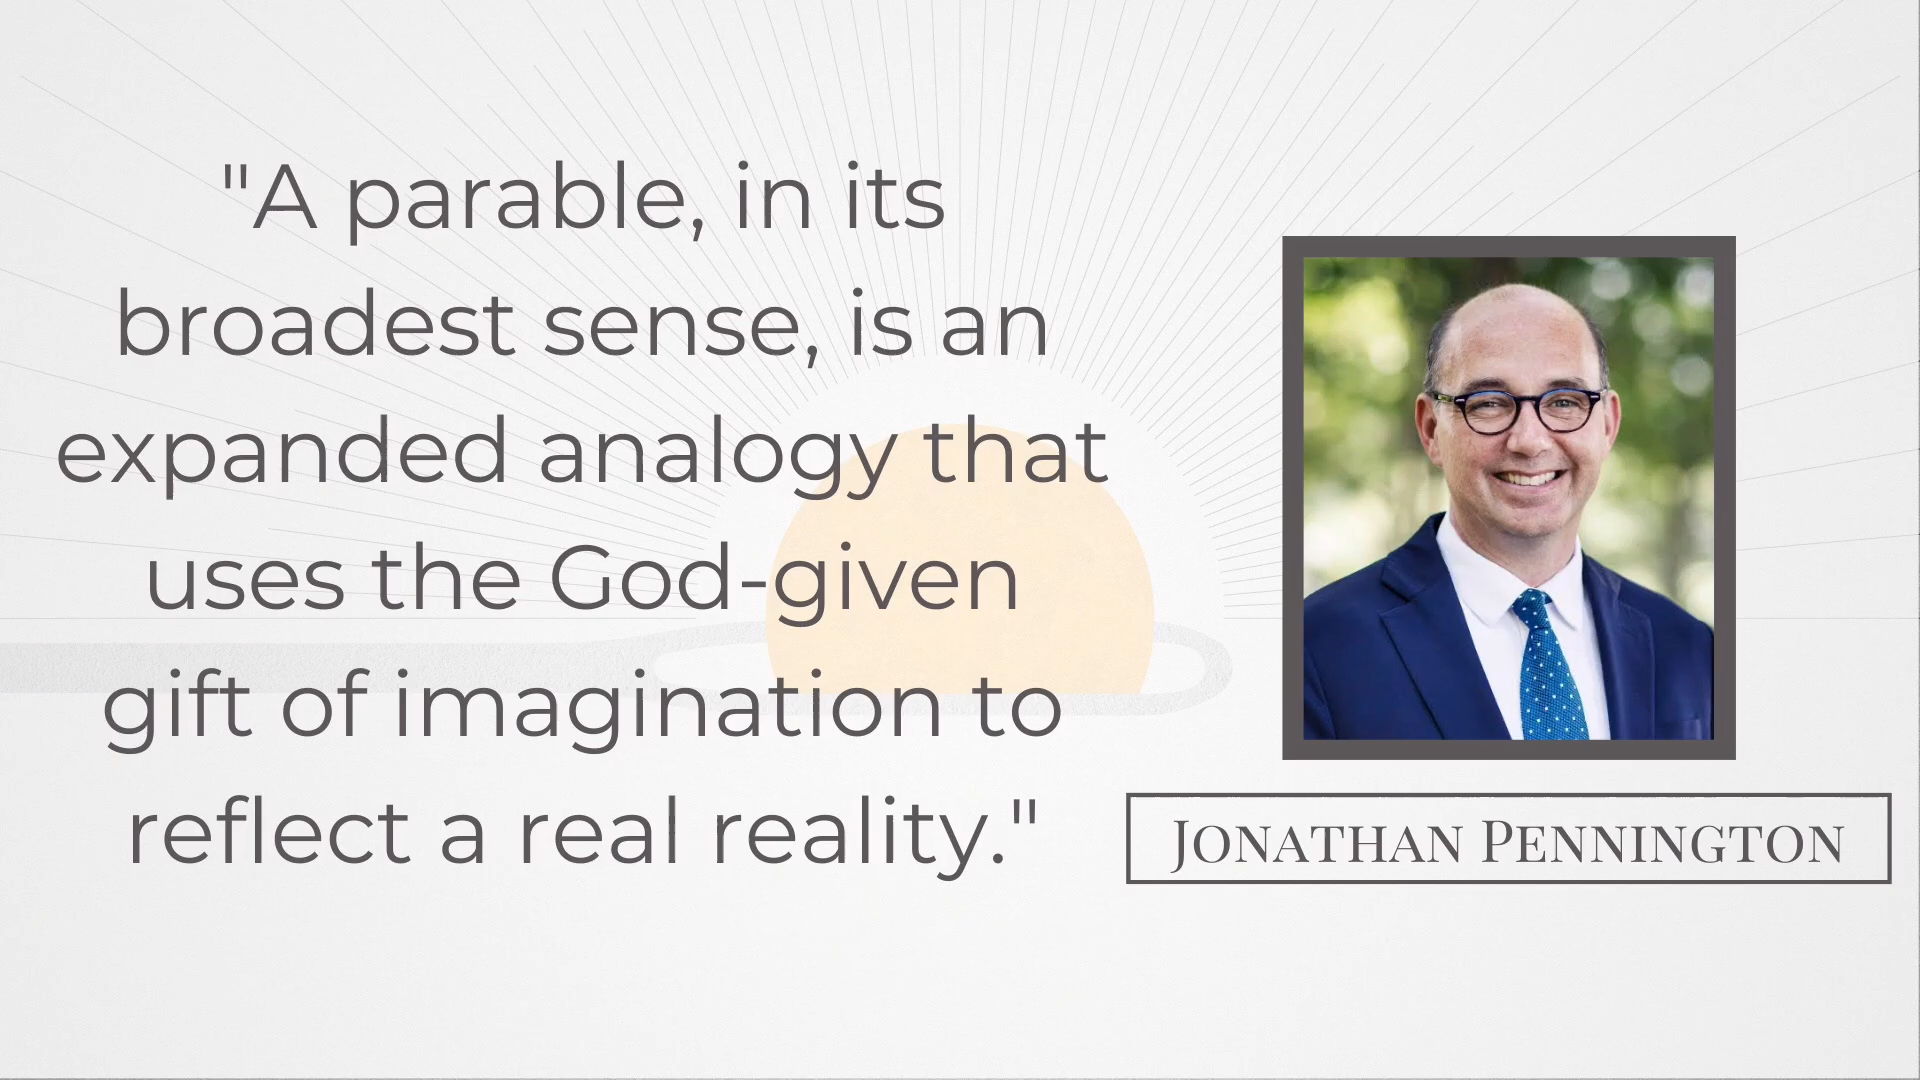 "A parable, in its
broadest sense, is an
expanded analogy that
uses the God-given
gift of imagination to
reflect a real reality."
Jonathan Pennington